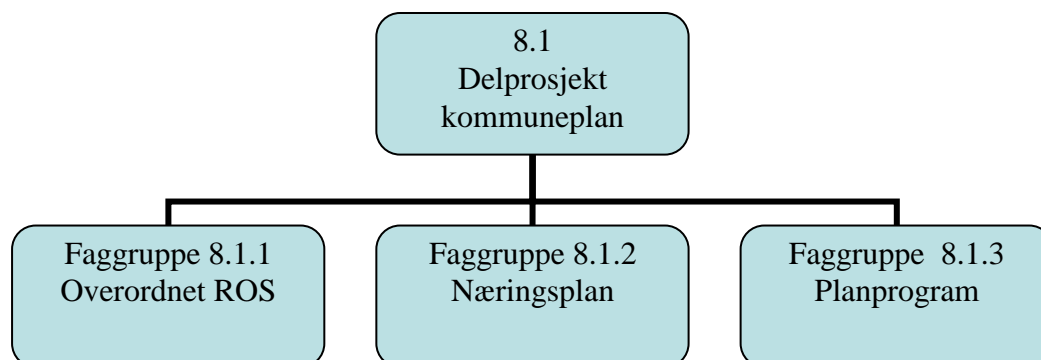 8.1
Delprosjekt
kommuneplan
Faggruppe 8.1.1
Overordnet ROS
Faggruppe 8.1.2
Næringsplan
Faggruppe  8.1.3
Planprogram